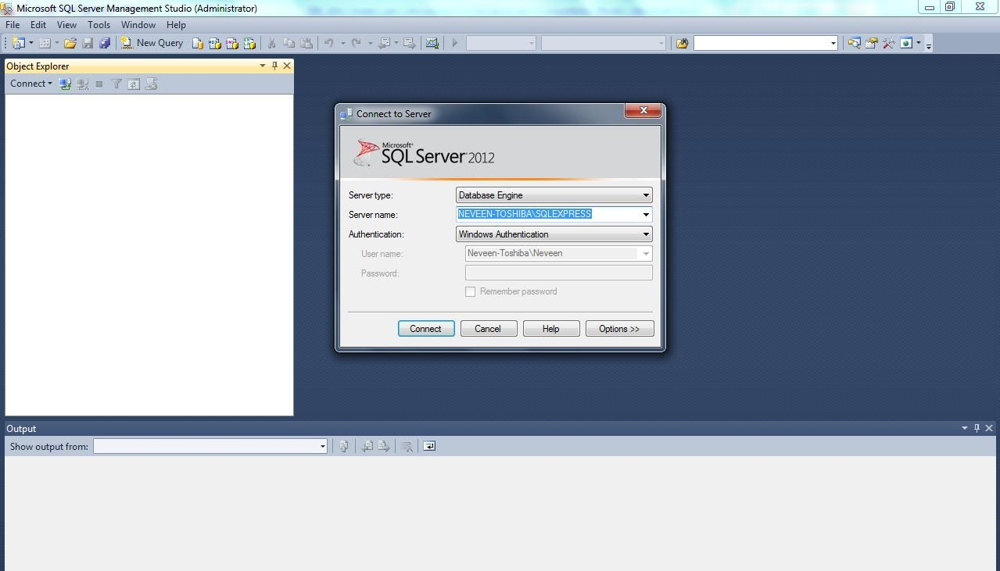 Microsoft SQL Server Management Studio (Administrator)
File Edit View Tools Window Help
New Query
Object Explorer
Connect
Connect to Server
Microsoft®
SQL Server 2012
Server type: Database Engine
Server name: NEVEEN-TOSHIBA\SQLEXPRESS
Authentication: Windows Authentication
User name: Neveen-Toshiba\Neveen
Password:
Remember password
Connect Cancel Help Options >>
Output
Show output from: